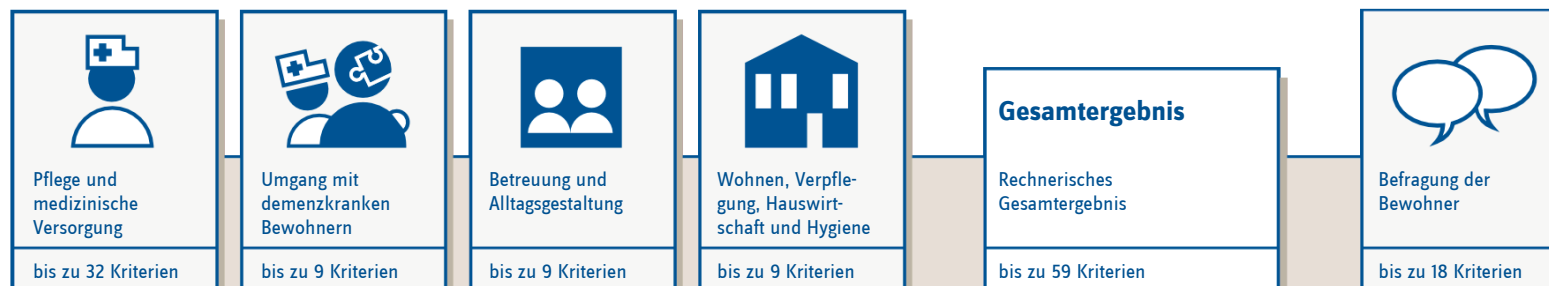 Pflege und
medizinische
Versorgung
bis zu 32 Kriterien
Umgang mit
demenzkranken
Bewohnern
bis zu 9 Kriterien
Betreuung und
Alltagsgestaltung
bis zu 9 Kriterien
Wohnen, Verpfle-
gung, Hauswirt-
schaft und Hygiene
bis zu 9 Kriterien
Gesamtergebnis
Rechnerisches
Gesamtergebnis
bis zu 59 Kriterien
Befragung der
Bewohner
bis zu 18 Kriterien